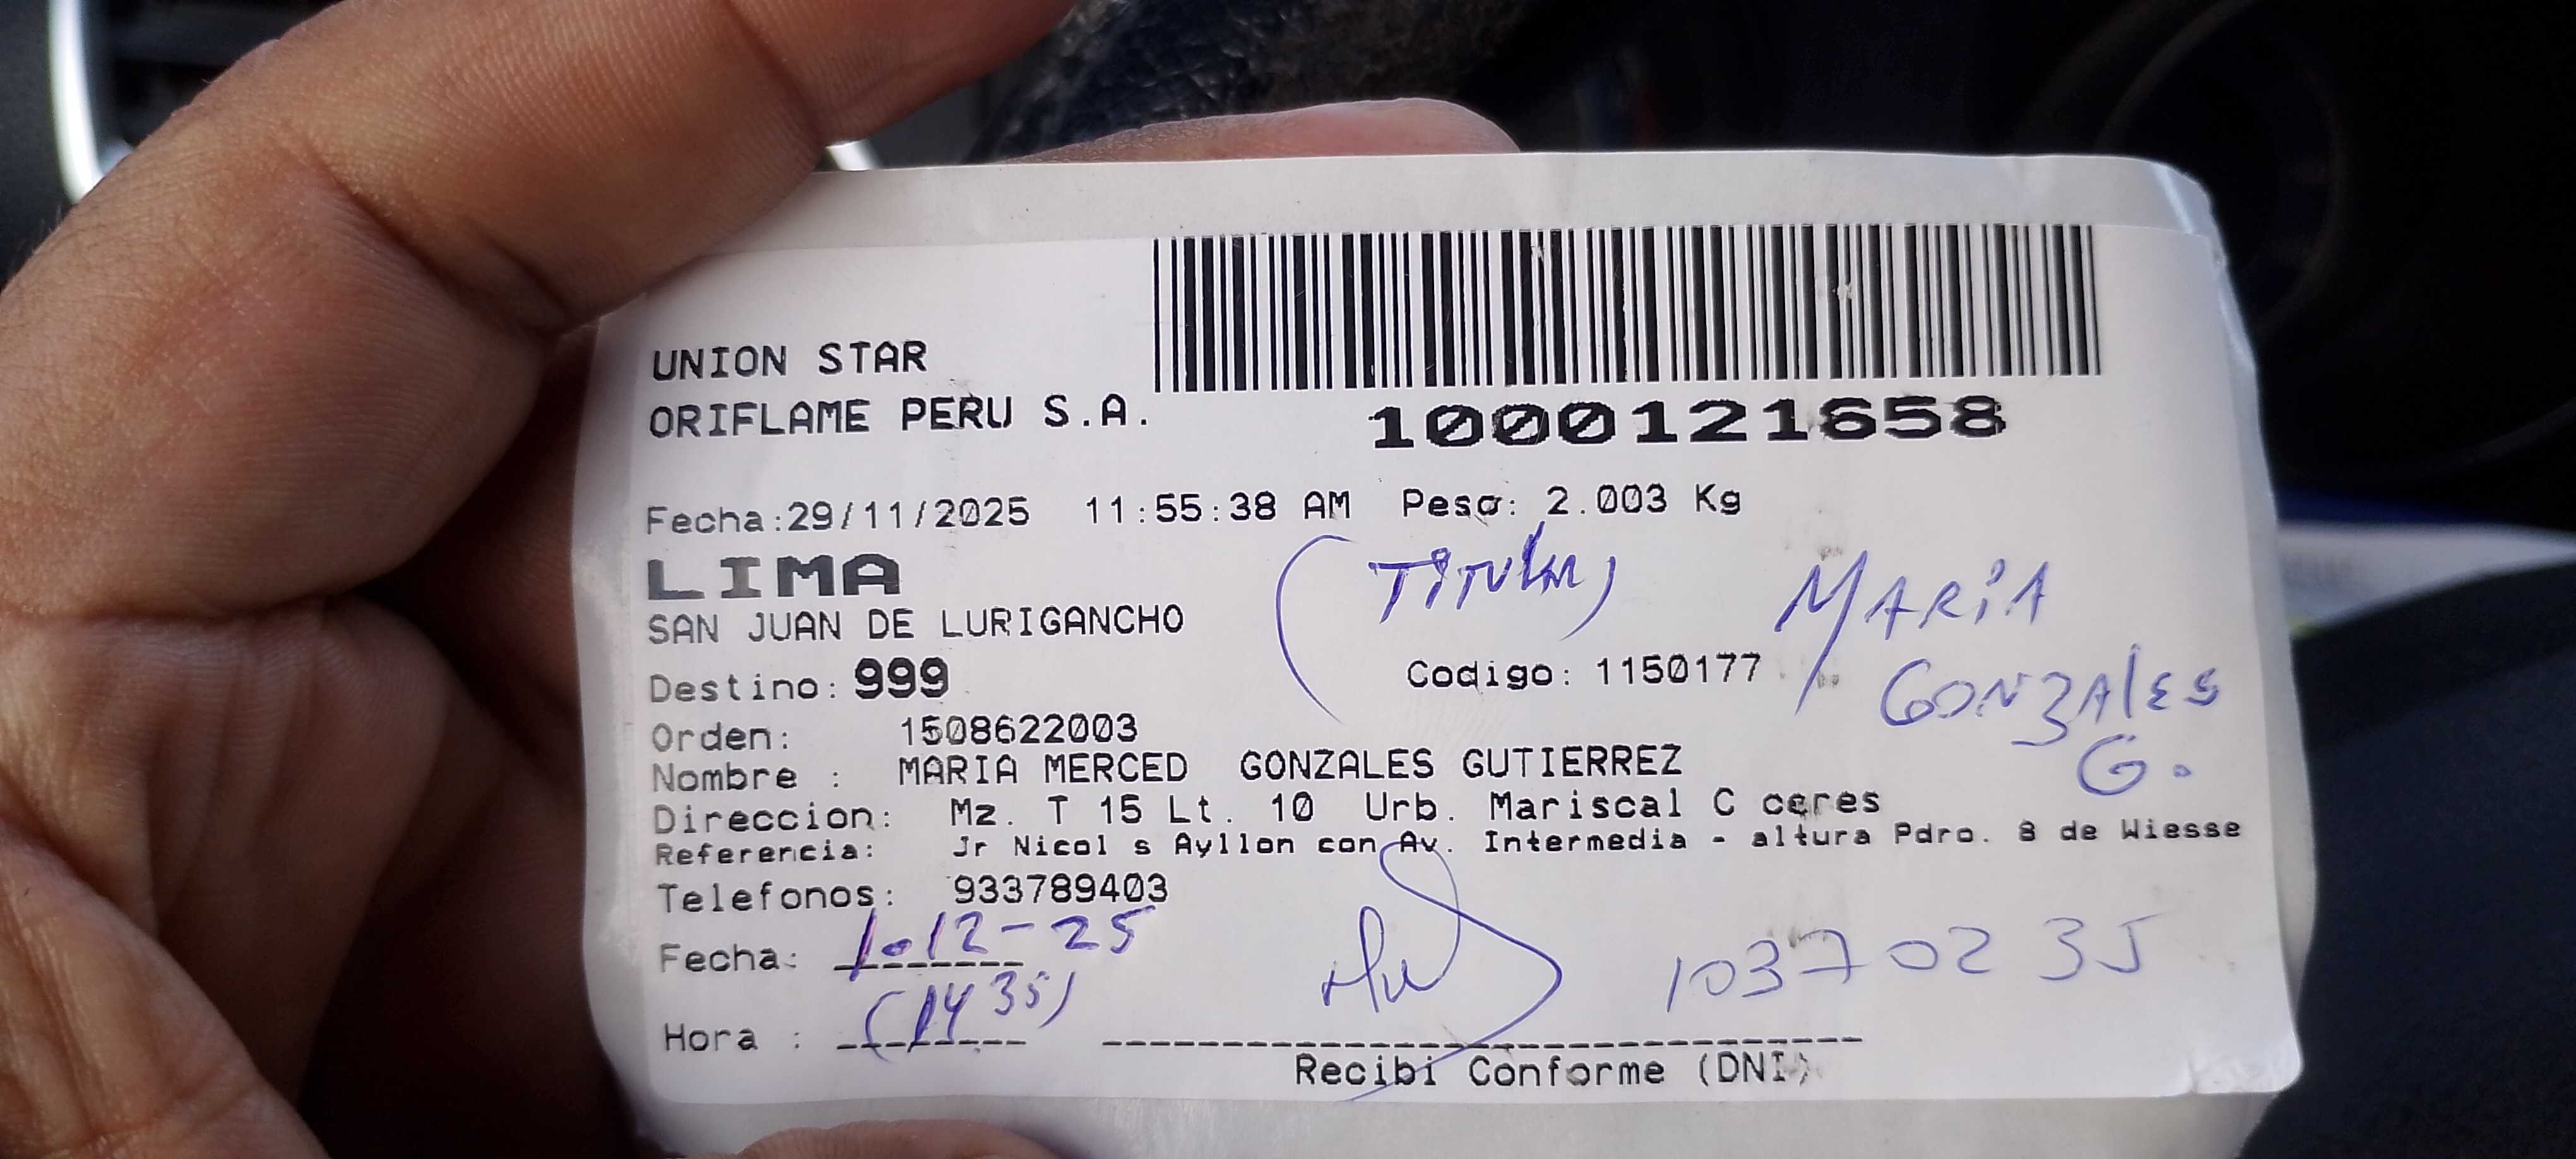 UNION STAR
ORIFLAME PERU S.A.
1000121658
Fecha:29/11/2025 11:55:38 AM Peso: 2.003 Kg
LIMA
(TITULAR)
MARÍA
SAN JUAN DE LURIGANCHO
Destino: 999
Codigo: 1150177
GONZALES
G.
Orden: 1508622003
Nombre : MARIA MERCED GONZALES GUTIERREZ
Direccion: Mz. T 15 Lt. 10 Urb. Mariscal C ceres
Referencia: Jr Nicol s Ayllon con Av. Intermedia - altura Pdro. 8 de Wiesse
Telefonos: 933789403
Fecha: 1-12-25
10370235
Hora : (1435)
Recibi Conforme (DNI)